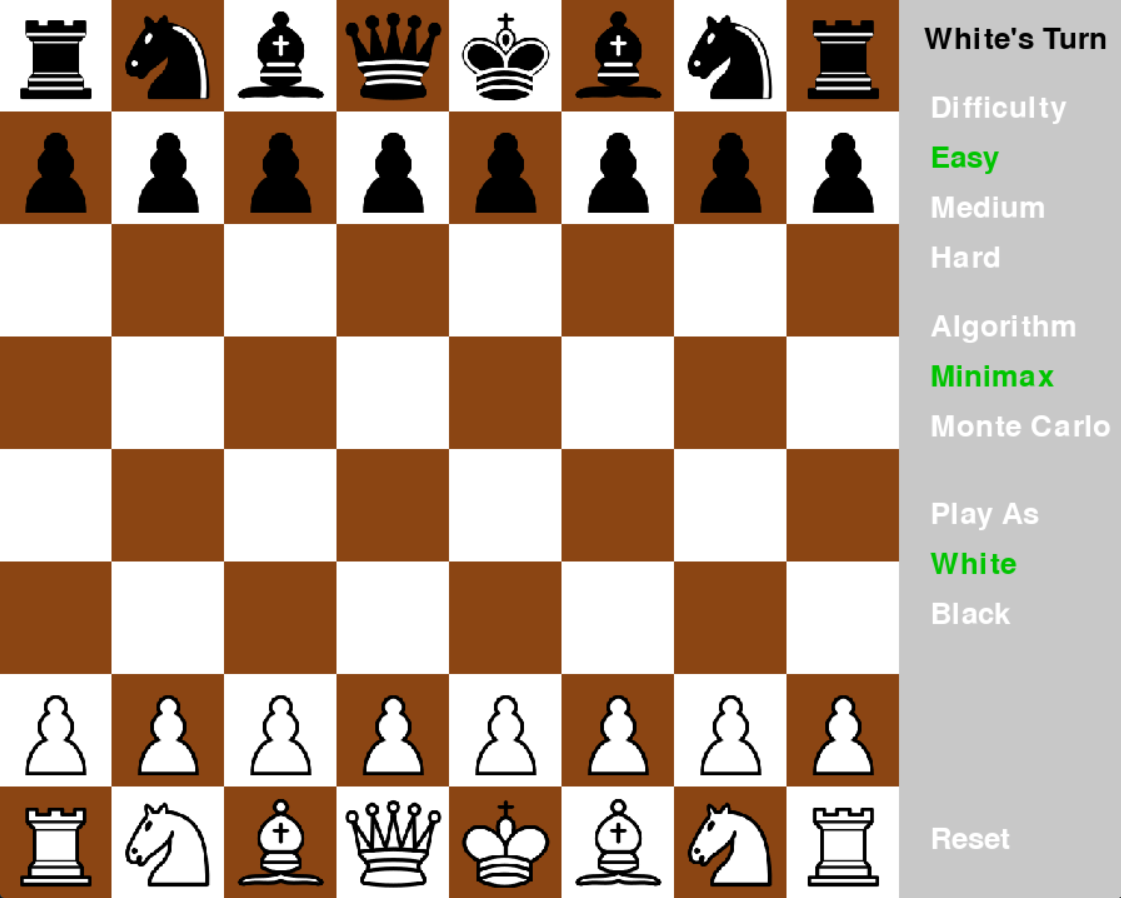 White's Turn
Difficulty
Easy
Medium
Hard
Algorithm
Minimax
Monte Carlo
Play As
White
Black
Reset